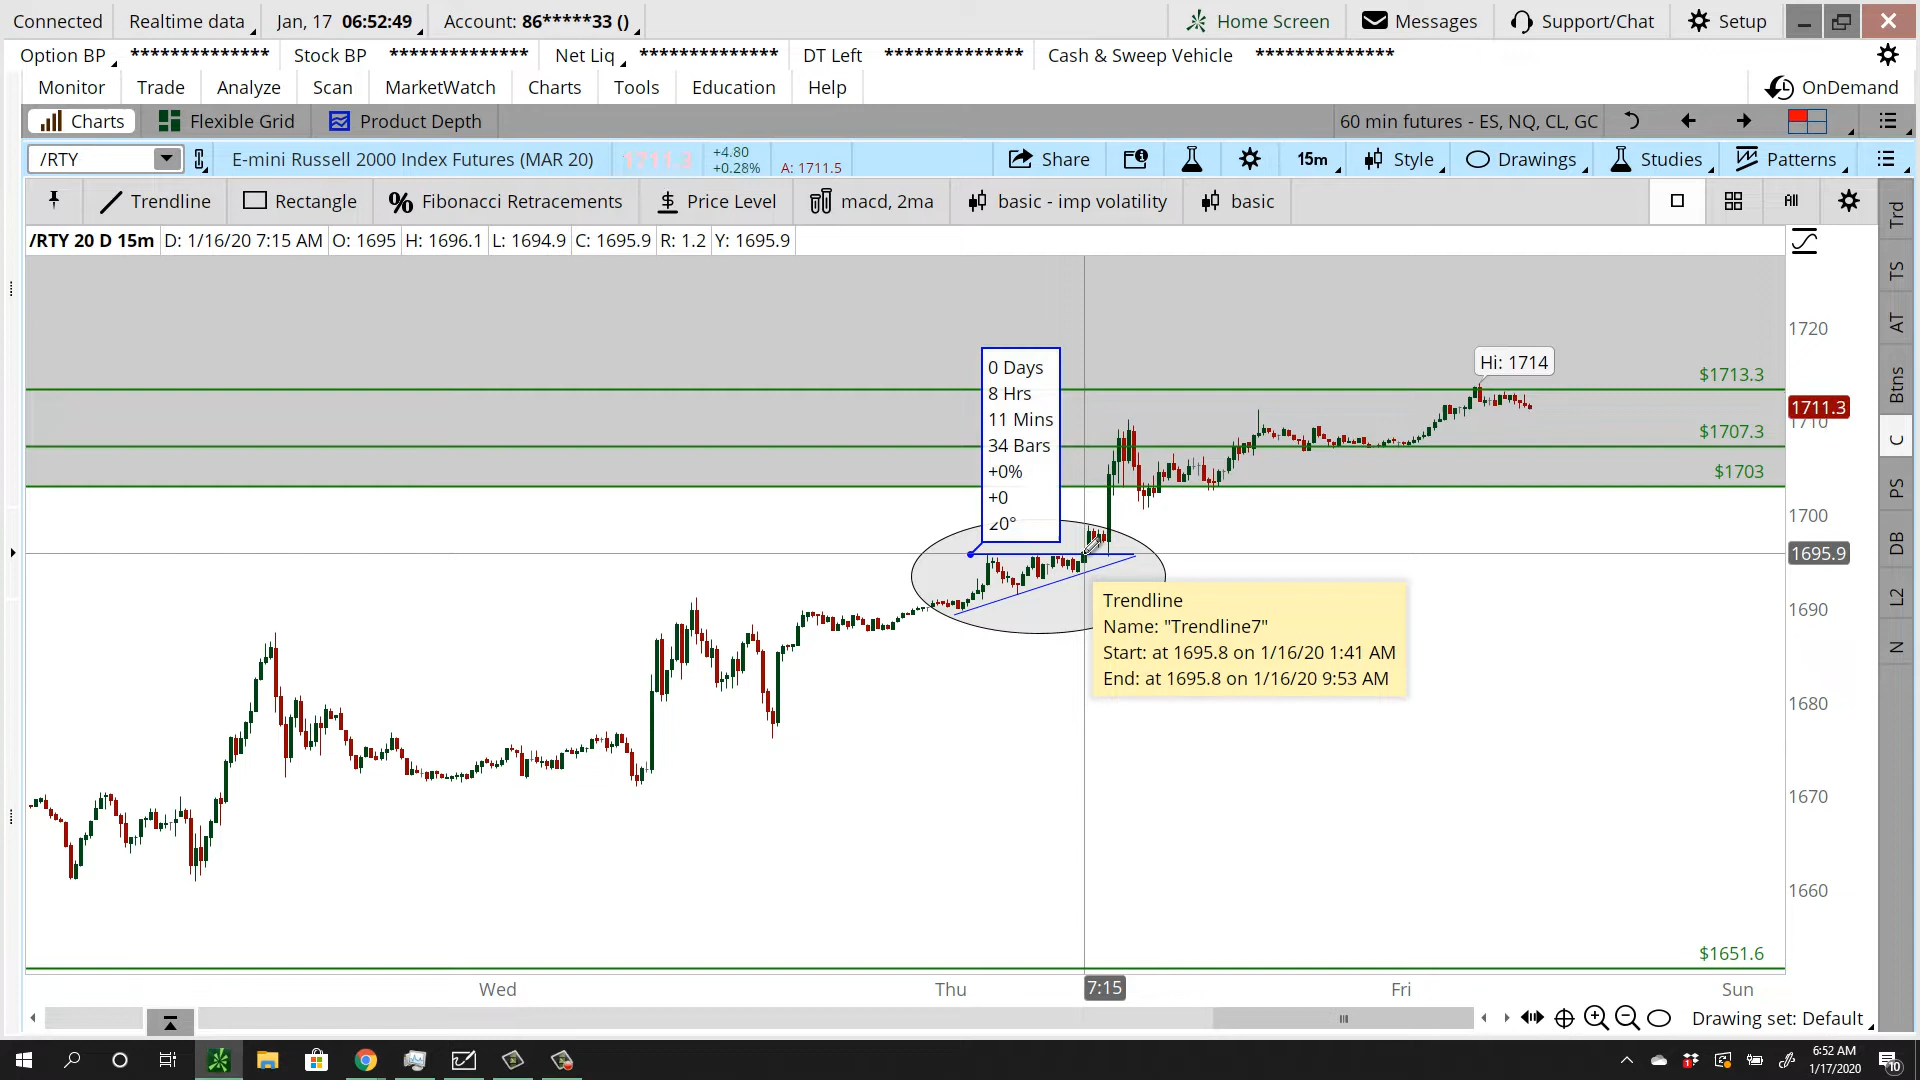 Connected Realtime data Jan, 17 06:52:49 Account: 86*****33 () Home Screen Messages Support/Chat Setup
Option BP ************** Stock BP ************** Net Liq ************** DT Left ************** Cash & Sweep Vehicle **************
Monitor Trade Analyze Scan MarketWatch Charts Tools Education Help OnDemand
Charts Flexible Grid Product Depth 60 min futures - ES, NQ, CL, GC
/RTY E-mini Russell 2000 Index Futures (MAR 20) 1711.3 +4.80 +0.28% A: 1711.5 Share 15m Style Drawings Studies Patterns
Trendline Rectangle Fibonacci Retracements Price Level macd, 2ma basic - imp volatility basic All
/RTY 20 D 15m D: 1/16/20 7:15 AM O: 1695 H: 1696.1 L: 1694.9 C: 1695.9 R: 1.2 Y: 1695.9
Trd
TS
AT
Btns
C
PS
DB
L2
N
1720
Hi: 1714
$1713.3
1711.3
1710
$1707.3
$1703
1700
1695.9
1690
1680
1670
1660
$1651.6
0 Days
8 Hrs
11 Mins
34 Bars
+0%
+0
20°
Trendline
Name: "Trendline7"
Start: at 1695.8 on 1/16/20 1:41 AM
End: at 1695.8 on 1/16/20 9:53 AM
Wed Thu 7:15 Fri Sun
Drawing set: Default
6:52 AM
1/17/2020
10